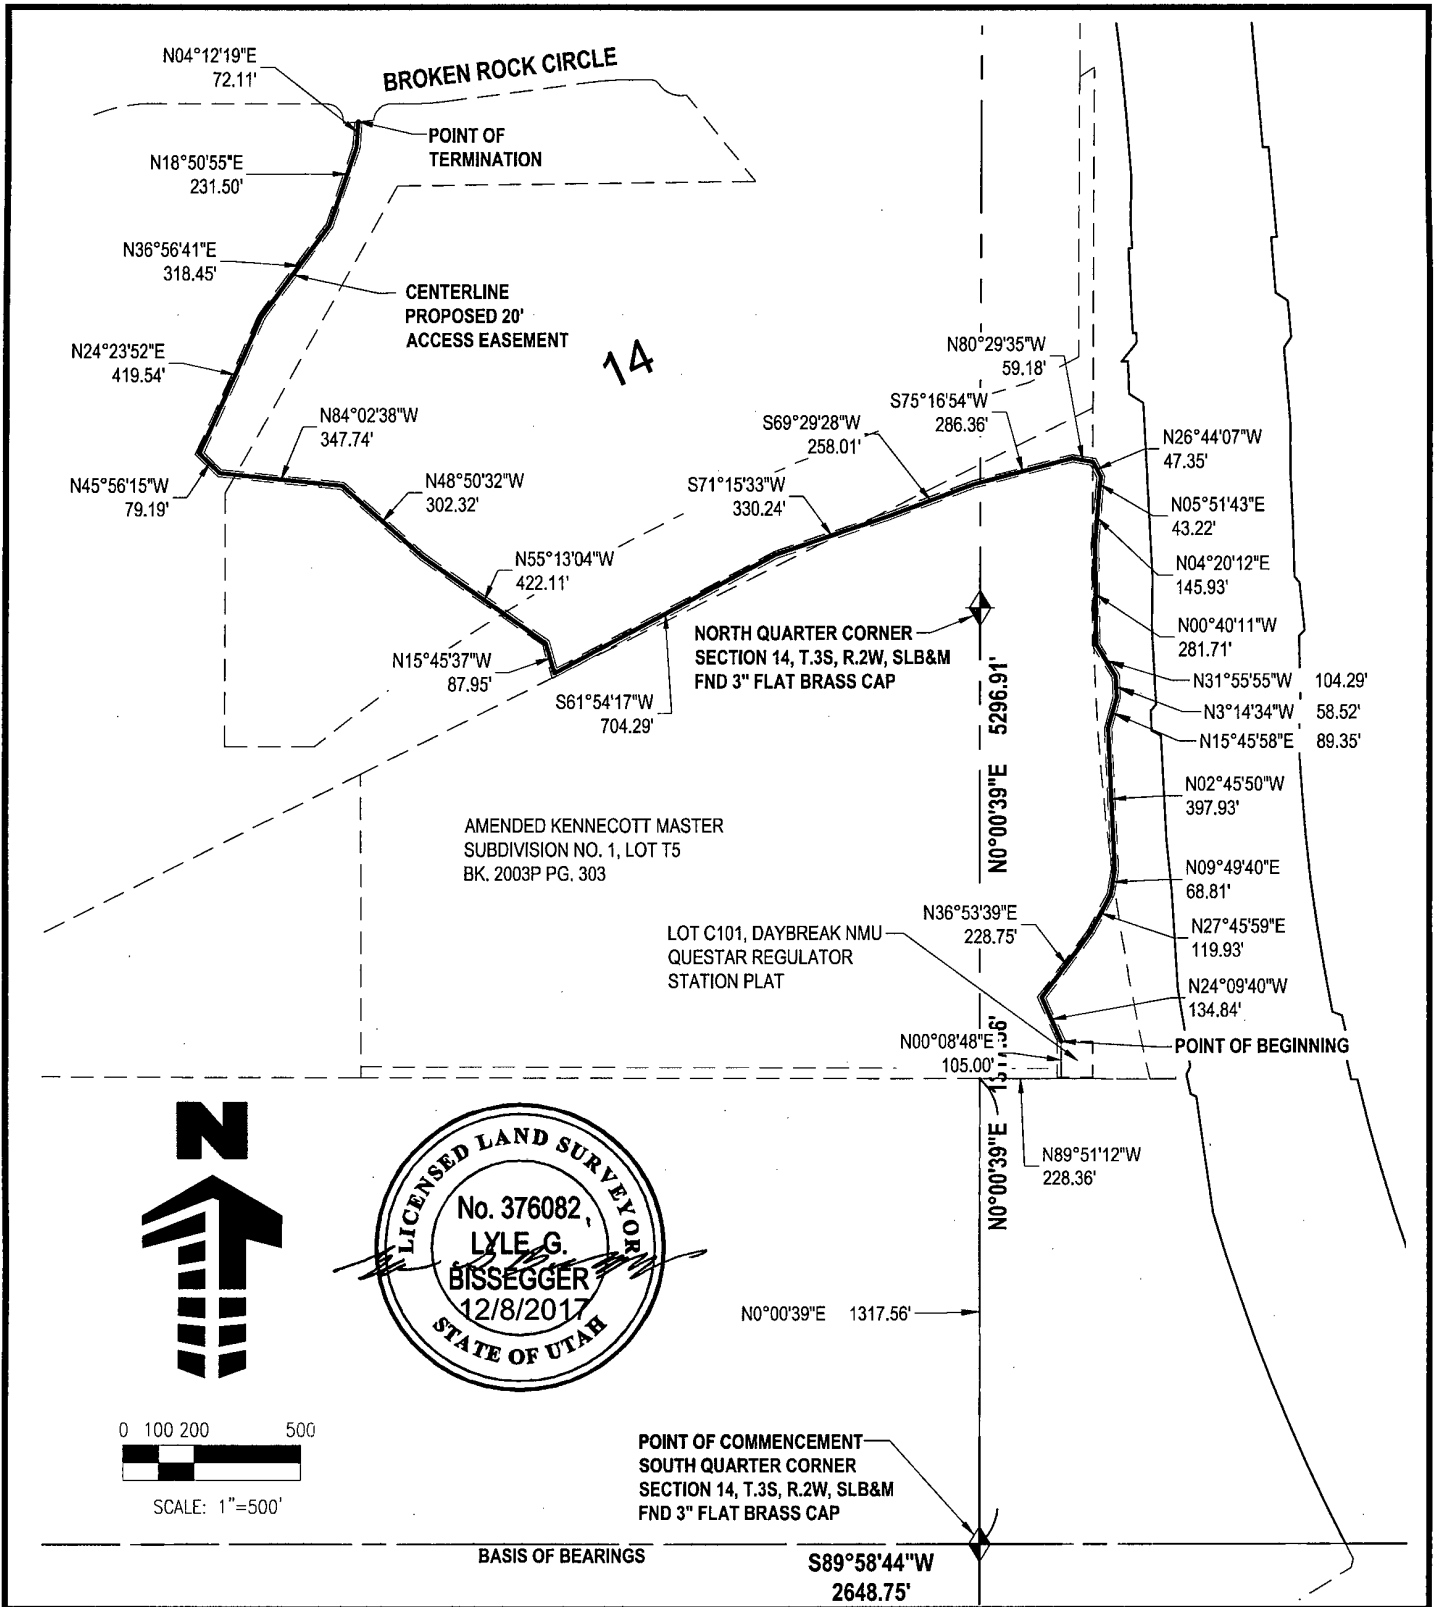 N04°12'19"E
72.11'
BROKEN ROCK CIRCLE
POINT OF
TERMINATION
N18°50'55"E
231.50'
N36°56'41"E
318.45'
CENTERLINE
PROPOSED 20'
ACCESS EASEMENT
14
N24°23'52"E
419.54'
N80°29'35"W
59.18'
S75°16'54"W
286.36'
N84°02'38"W
347.74'
S69°29'28"W
258.01'
N26°44'07"W
47.35'
N45°56'15"W
79.19'
N48°50'32"W
302.32'
S71°15'33"W
330.24'
N05°51'43"E
43.22'
N55°13'04"W
422.11'
N04°20'12"E
145.93'
NORTH QUARTER CORNER
SECTION 14, T.3S, R.2W, SLB&M
FND 3" FLAT BRASS CAP
N00°40'11"W
281.71'
N15°45'37"W
87.95'
S61°54'17"W
704.29'
N31°55'55"W 104.29'
N3°14'34"W 58.52'
N15°45'58"E 89.35'
N0°00'39"E 5296.91'
N02°45'50"W
397.93'
AMENDED KENNECOTT MASTER
SUBDIVISION NO. 1, LOT T5
BK. 2003P PG. 303
N09°49'40"E
68.81'
N36°53'39"E
228.75'
LOT C101, DAYBREAK NMU
QUESTAR REGULATOR
STATION PLAT
N27°45'59"E
119.93'
N24°09'40"W
134.84'
N00°08'48"E
105.00'
POINT OF BEGINNING
N0°00'39"E
N89°51'12"W
228.36'
N
LICENSED LAND SURVEYOR
No. 376082
LYLE G.
BISSEGGER
12/8/2017
STATE OF UTAH
N0°00'39"E 1317.56'
0 100 200 500
SCALE: 1"=500'
POINT OF COMMENCEMENT
SOUTH QUARTER CORNER
SECTION 14, T.3S, R.2W, SLB&M
FND 3" FLAT BRASS CAP
BASIS OF BEARINGS
S89°58'44"W
2648.75'